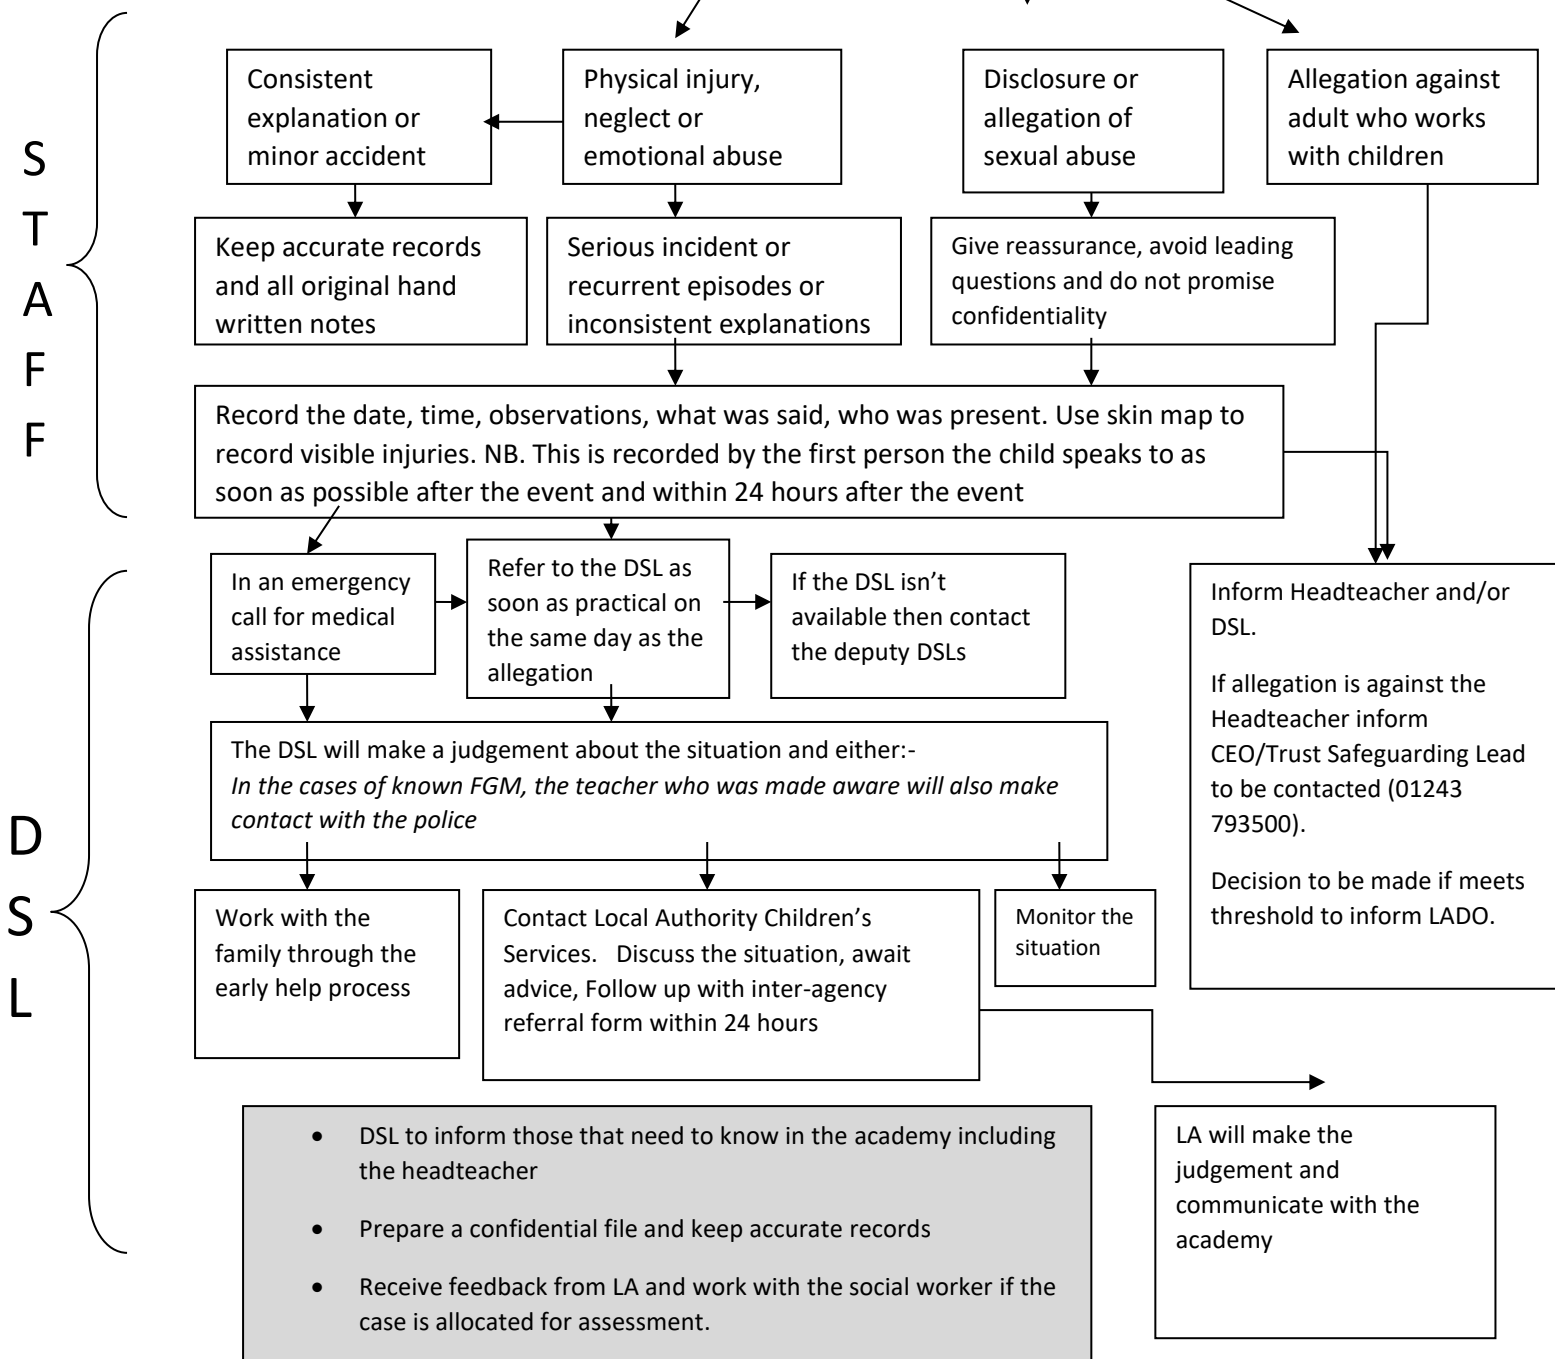 S
T
A
F
F
Consistent
explanation or
minor accident
Physical injury,
neglect or
emotional abuse
Disclosure or
allegation of
sexual abuse
Allegation against
adult who works
with children
Keep accurate records
and all original hand
written notes
Serious incident or
recurrent episodes or
inconsistent explanations
Give reassurance, avoid leading
questions and do not promise
confidentiality
Record the date, time, observations, what was said, who was present. Use skin map to
record visible injuries. NB. This is recorded by the first person the child speaks to as
soon as possible after the event and within 24 hours after the event
D
S
L
In an emergency
call for medical
assistance
Refer to the DSL as
soon as practical on
the same day as the
allegation
If the DSL isn't
available then contact
the deputy DSLs
Inform Headteacher and/or
DSL.
If allegation is against the
Headteacher inform
CEO/Trust Safeguarding Lead
to be contacted (01243
793500).
Decision to be made if meets
threshold to inform LADO.
The DSL will make a judgement about the situation and either:-
In the cases of known FGM, the teacher who was made aware will also make
contact with the police
Work with the
family through the
early help process
Contact Local Authority Children's
Services.   Discuss the situation, await
advice, Follow up with inter-agency
referral form within 24 hours
Monitor the
situation
• DSL to inform those that need to know in the academy including
the headteacher
• Prepare a confidential file and keep accurate records
• Receive feedback from LA and work with the social worker if the
case is allocated for assessment.
LA will make the
judgement and
communicate with the
academy